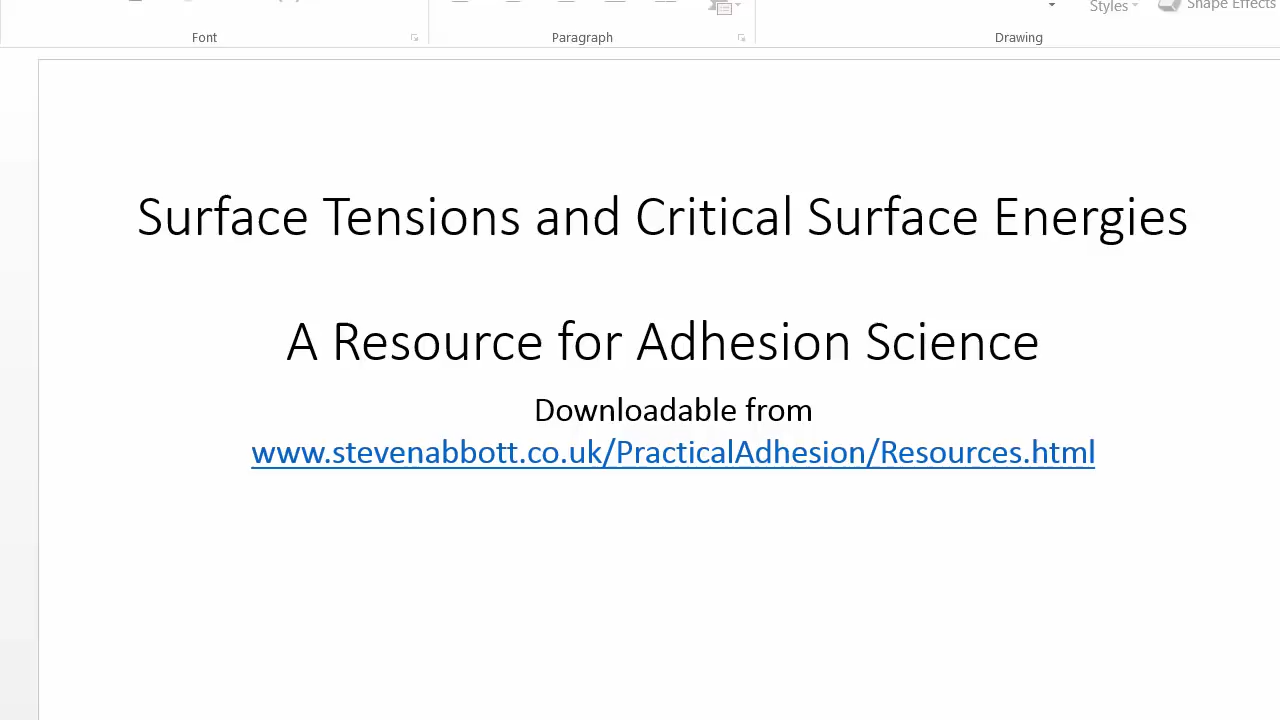 Styles
Shape Effects
Font
Paragraph
Drawing
Surface Tensions and Critical Surface Energies
A Resource for Adhesion Science
Downloadable from
www.stevenabbott.co.uk/PracticalAdhesion/Resources.html